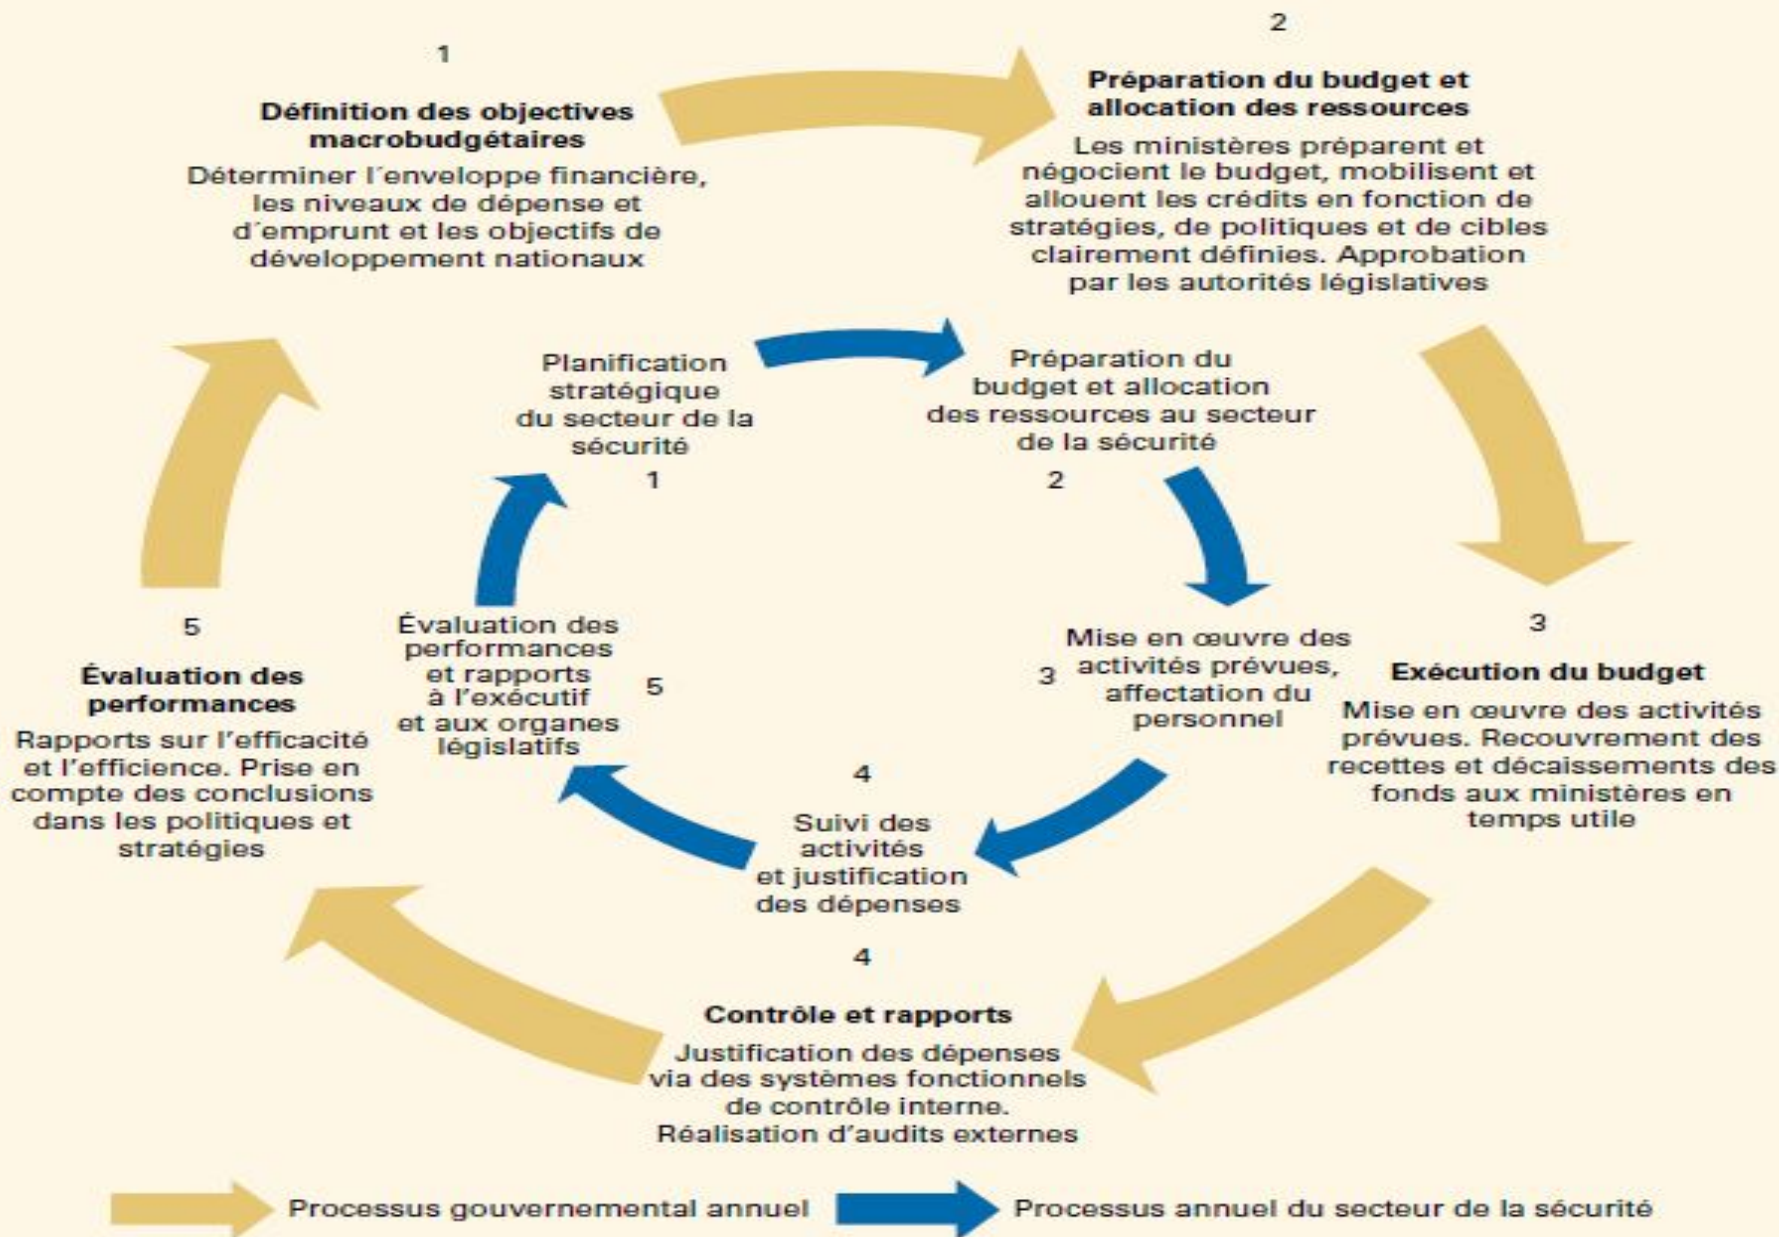 1
Définition des objectives
macrobudgétaires
Déterminer l´enveloppe financière,
les niveaux de dépense et
d´emprunt et les objectifs de
développement nationaux
2
Préparation du budget et
allocation des ressources
Les ministères préparent et
négocient le budget, mobilisent et
allouent les crédits en fonction de
stratégies, de politiques et de cibles
clairement définies. Approbation
par les autorités législatives
3
Exécution du budget
Mise en œuvre des activités
prévues. Recouvrement des
recettes et décaissements des
fonds aux ministères en
temps utile
4
Contrôle et rapports
Justification des dépenses
via des systèmes fonctionnels
de contrôle interne.
Réalisation d'audits externes
5
Évaluation des
performances
Rapports sur l'efficacité
et l'efficience. Prise en
compte des conclusions
dans les politiques et
stratégies
Planification
stratégique
du secteur de la
sécurité
1
Préparation du
budget et allocation
des ressources au secteur
de la sécurité
2
Mise en œuvre des
activités prévues,
affectation du
personnel
3
4
Suivi des
activités
et justification
des dépenses
Évaluation des
performances
et rapports
à l'exécutif
et aux organes
législatifs
5
Processus gouvernemental annuel
Processus annuel du secteur de la sécurité